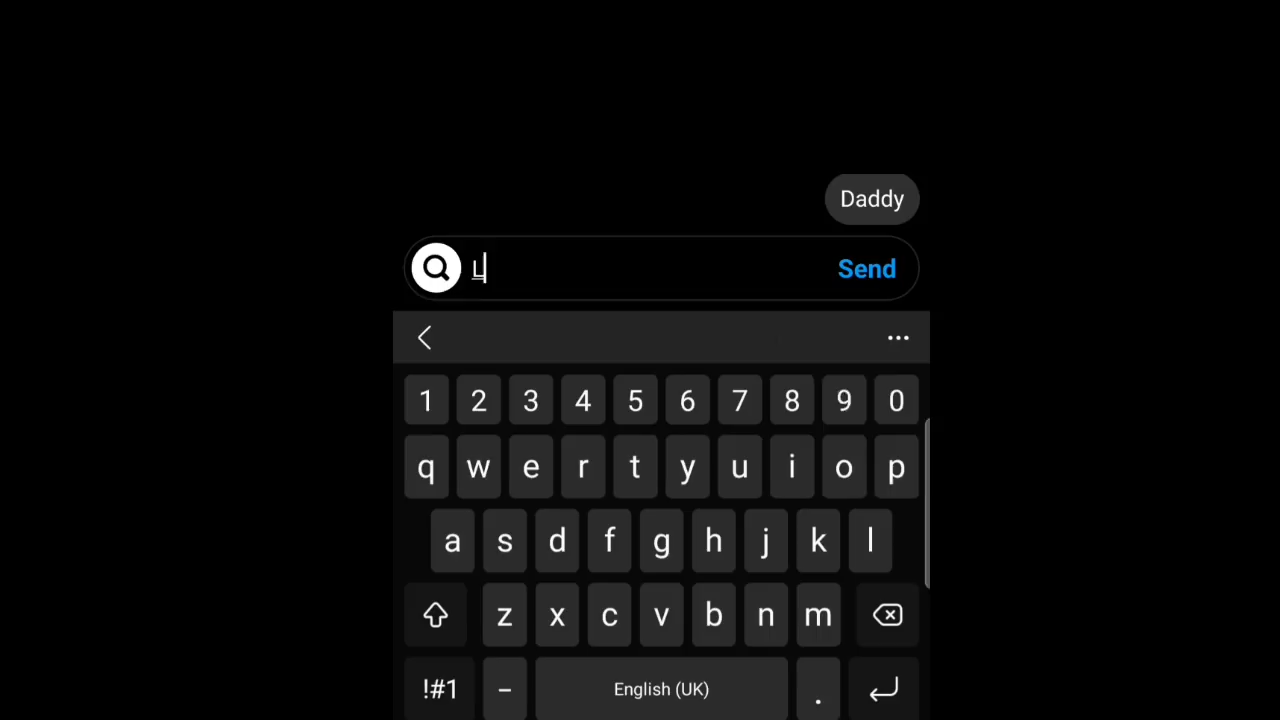 Daddy
L
Send
1 2 3 4 5 6 7 8 9 0
q w e r t y u i o p
a s d f g h j k l
z x c v b n m
!#1 – English (UK) .